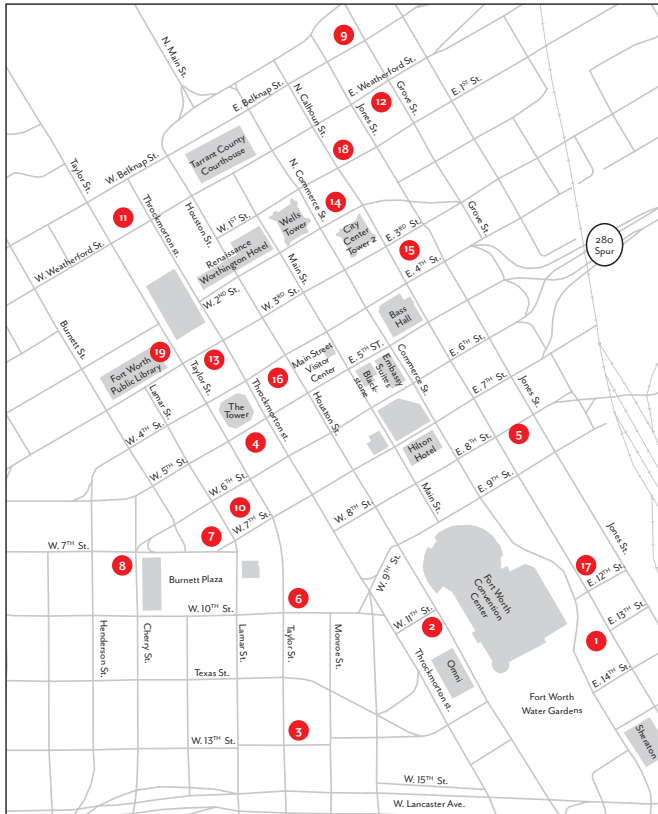 9
N. Main St.
E. Weatherford St.
E. Belknap St.
N. Calhoun St.
Grove St.
E. 1ST St.
12
Jones St.
18
Tarrant County
Courthouse
W. Belknap St.
Taylor St.
Throckmorton st.
Houston St.
N. Commerce St.
14
Grove St.
11
W. 1ST St.
Wells
Tower
City
Center
Tower 2
E. 3RD St.
15
280
Spur
W. Weatherford St.
Renaissance
Worthington Hotel
Main St.
E. 4TH St.
W. 2ND St.
W. 3RD St.
Bass
Hall
Burnett St.
E. 6TH St.
19
Fort Worth
Public Library
13
Taylor St.
16
Main Street
Visitor
Center
E. 5TH ST.
Embassy
Suites
Black-
stone
Commerce St.
E. 7TH St.
Jones St.
Lamar St.
Throckmorton st.
Houston St.
The
Tower
W. 4TH St.
4
5
E. 8TH St.
Hilton
Hotel
W. 5TH St.
W. 6TH St.
E. 9TH St.
Main St.
10
W. 7TH St.
W. 8TH St.
7
W. 7TH St.
8
Burnett Plaza
W. 9TH St.
Fort Worth
Convention
Center
Jones St.
17
E. 12TH St.
W. 10TH St.
6
W. 11TH St.
2
E. 13TH St.
1
Henderson St.
Cherry St.
Lamar St.
Taylor St.
Monroe St.
Throckmorton st.
Omni
E. 14TH St.
Texas St.
Fort Worth
Water Gardens
3
W. 13TH St.
Sheraton
W. 15TH St.
W. Lancaster Ave.